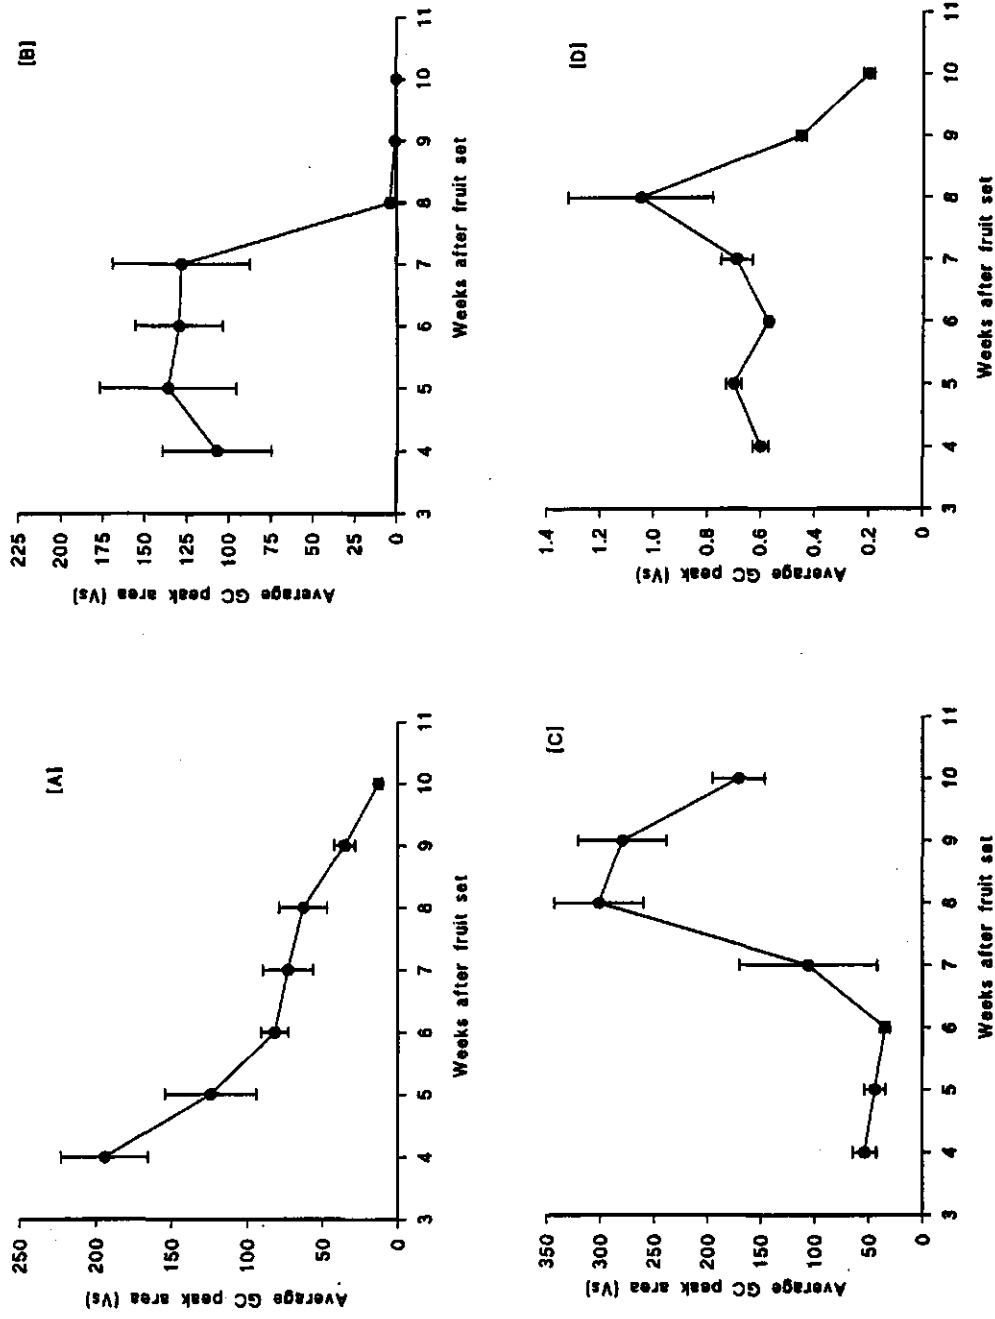 [A]
Average GC peak area (Vs)
250
200
150
100
50
0
3 4 5 6 7 8 9 10 11
Weeks after fruit set
[B]
Average GC peak area (Vs)
225
200
175
150
125
100
75
50
25
0
3 4 5 6 7 8 9 10 11
Weeks after fruit set
[C]
Average GC peak area (Vs)
350
300
250
200
150
100
50
0
3 4 5 6 7 8 9 10 11
Weeks after fruit set
[D]
Average GC peak (Vs)
1.4
1.2
1.0
0.8
0.6
0.4
0.2
0
3 4 5 6 7 8 9 10 11
Weeks after fruit set